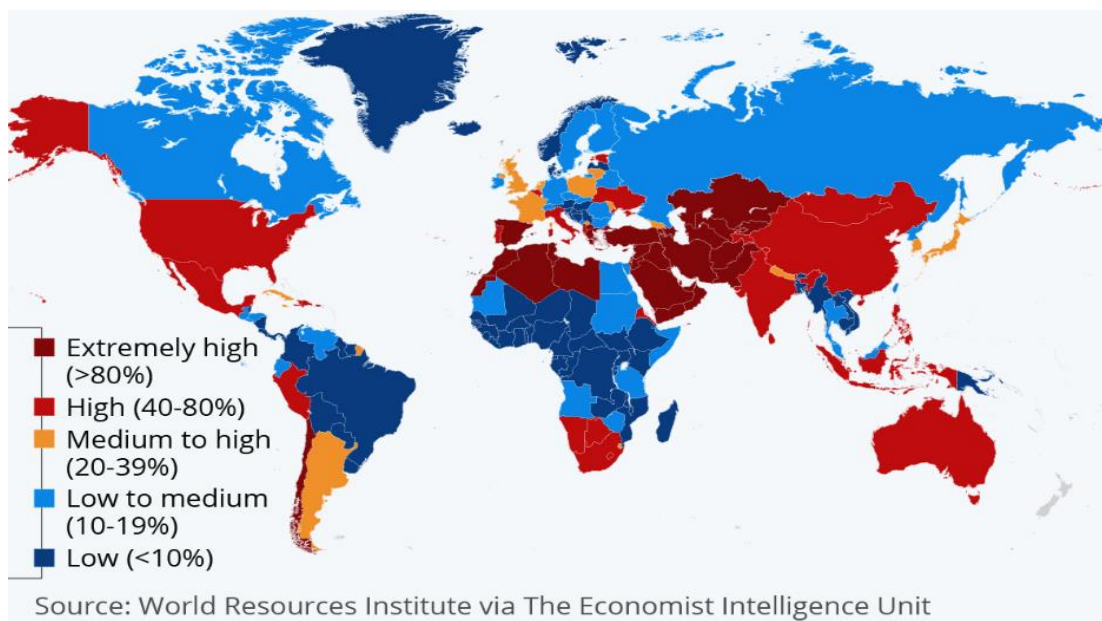 Extremely high
(>80%)
High (40-80%)
Medium to high
(20-39%)
Low to medium
(10-19%)
Low (<10%)
Source: World Resources Institute via The Economist Intelligence Unit